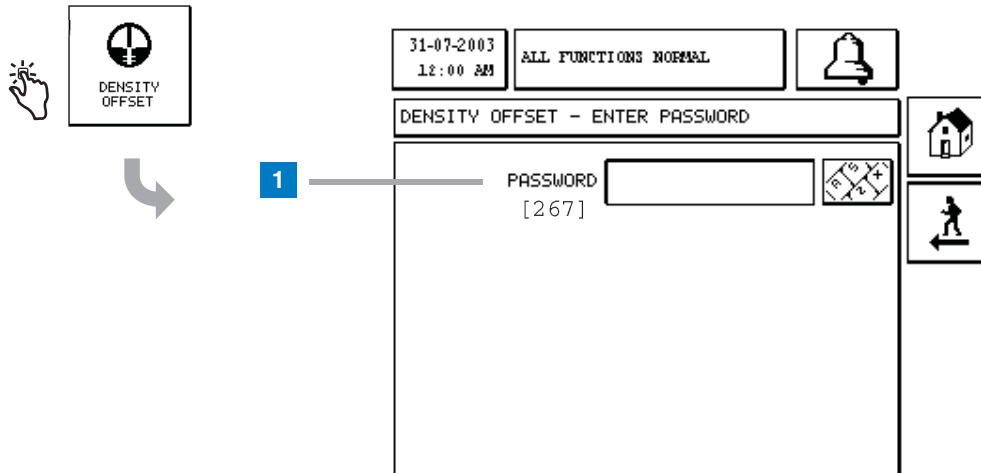 DENSITY
OFFSET
31-07-2003
12:00 AM
ALL FUNCTIONS NORMAL
DENSITY OFFSET - ENTER PASSWORD
1
PASSWORD
[267]
A S
Z +